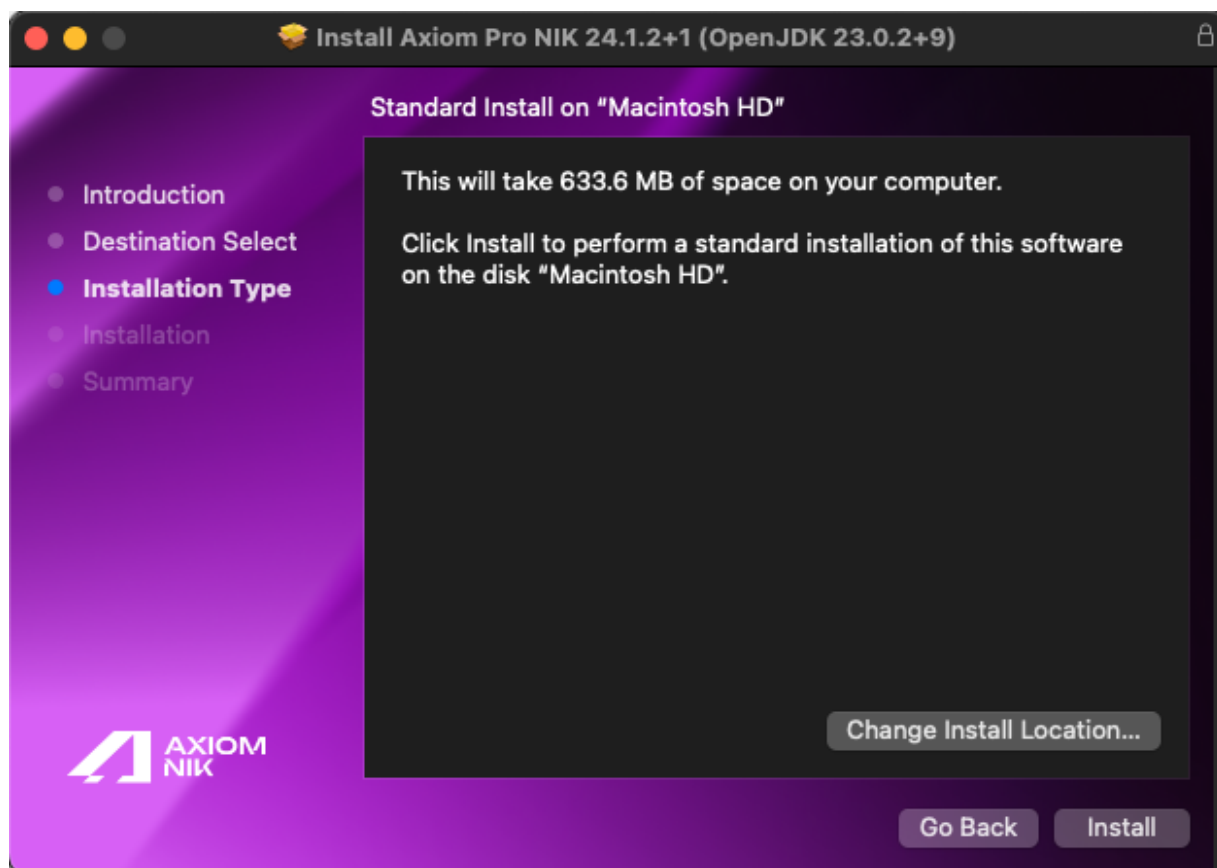 Install Axiom Pro NIK 24.1.2+1 (OpenJDK 23.0.2+9)
Standard Install on “Macintosh HD”
Introduction
Destination Select
Installation Type
Installation
Summary
This will take 633.6 MB of space on your computer.
Click Install to perform a standard installation of this software
on the disk “Macintosh HD”.
Change Install Location...
AXIOM
NIK
Go Back
Install